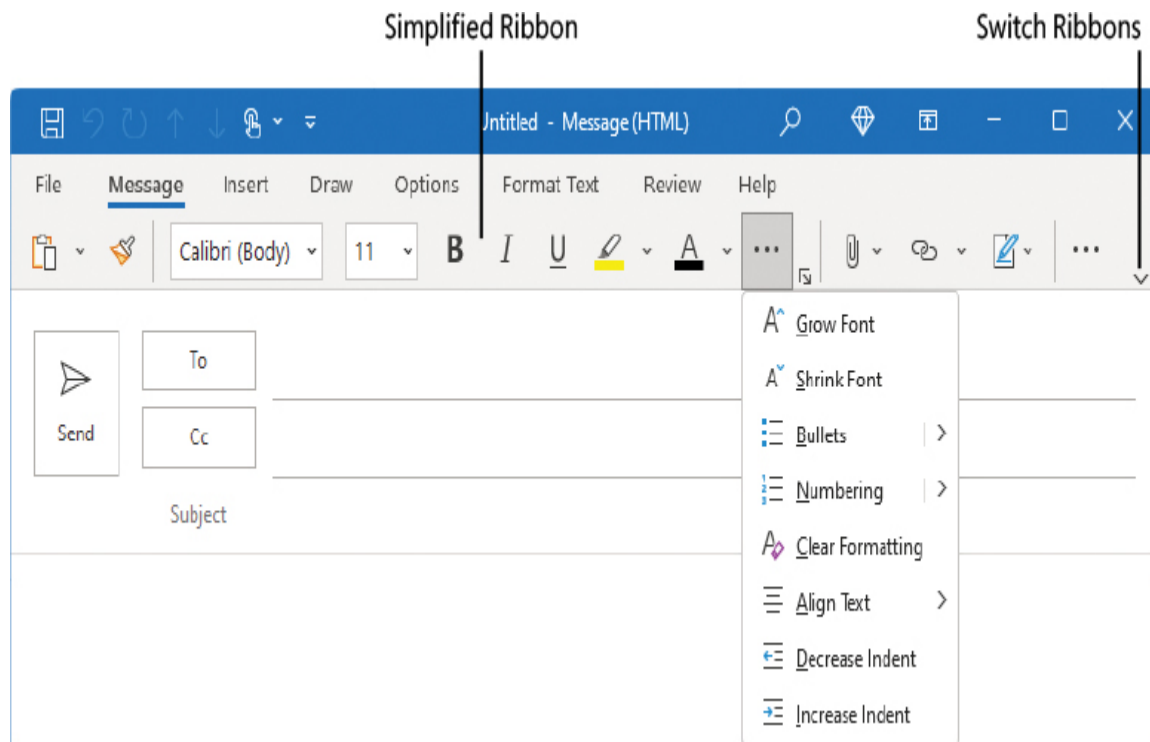 Simplified Ribbon
Switch Ribbons
Untitled - Message (HTML)
File Message Insert Draw Options Format Text Review Help
Calibri (Body) 11 B I U A
Grow Font
Shrink Font
Bullets
Numbering
Clear Formatting
Align Text
Decrease Indent
Increase Indent
Send
To
Cc
Subject